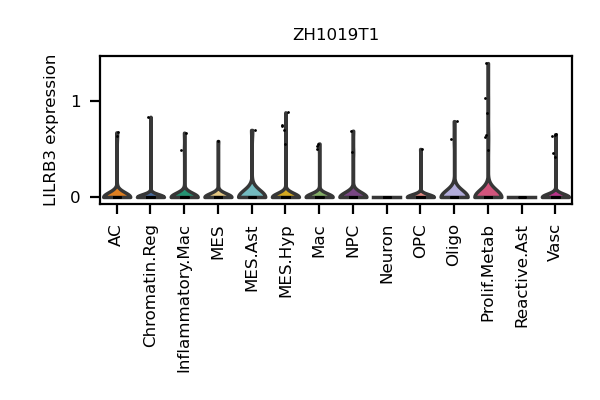 ZH1019T1
LILRB3 expression
1
0
AC
Chromatin.Reg
Inflammatory.Mac
MES
MES.Ast
MES.Hyp
Mac
NPC
Neuron
OPC
Oligo
Prolif.Metab
Reactive.Ast
Vasc